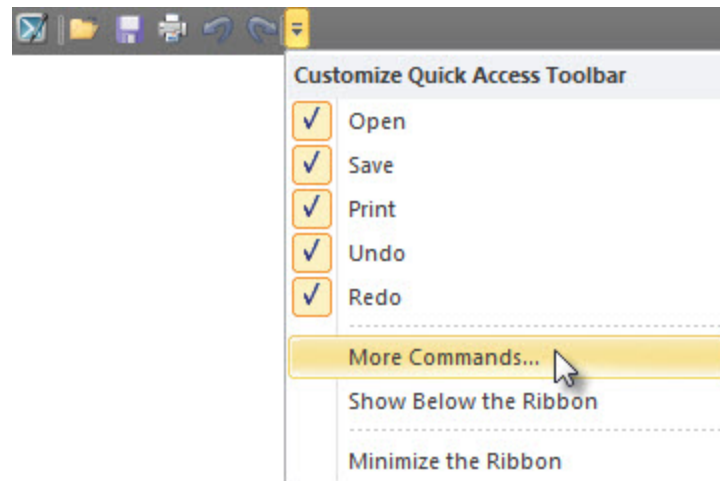 Customize Quick Access Toolbar
Open
Save
Print
Undo
Redo
More Commands...
Show Below the Ribbon
Minimize the Ribbon